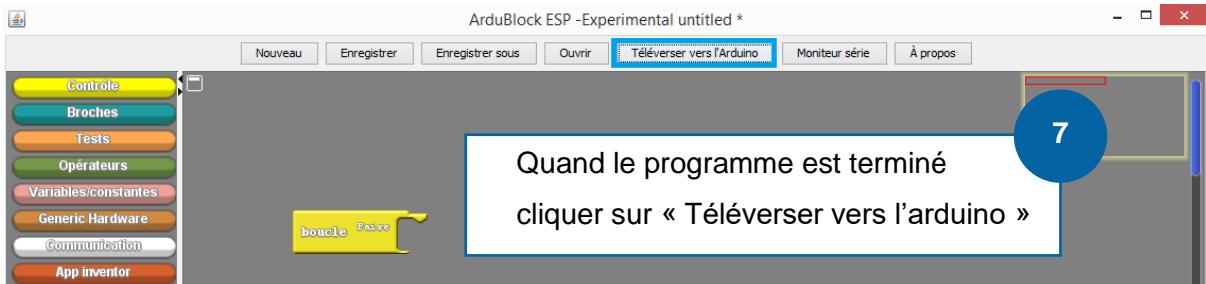 ArduBlock ESP -Experimental untitled *
Nouveau Enregistrer Enregistrer sous Ouvrir Téléverser vers l'Arduino Moniteur série À propos
Contrôle
Broches
Tests
Opérateurs
Variables/constantes
Generic Hardware
Communication
App inventor
boucle Faire
7
Quand le programme est terminé
cliquer sur « Téléverser vers l’arduino »